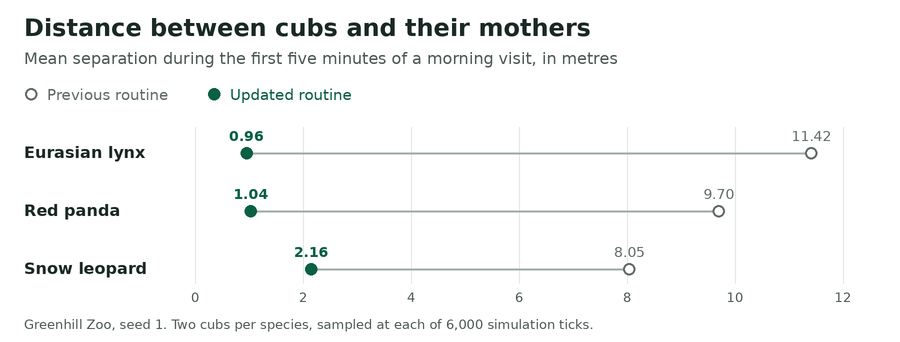 Distance between cubs and their mothers
Mean separation during the first five minutes of a morning visit, in metres
Previous routine Updated routine
0.96 11.42
Eurasian lynx
1.04 9.70
Red panda
2.16 8.05
Snow leopard
0 2 4 6 8 10 12
Greenhill Zoo, seed 1. Two cubs per species, sampled at each of 6,000 simulation ticks.